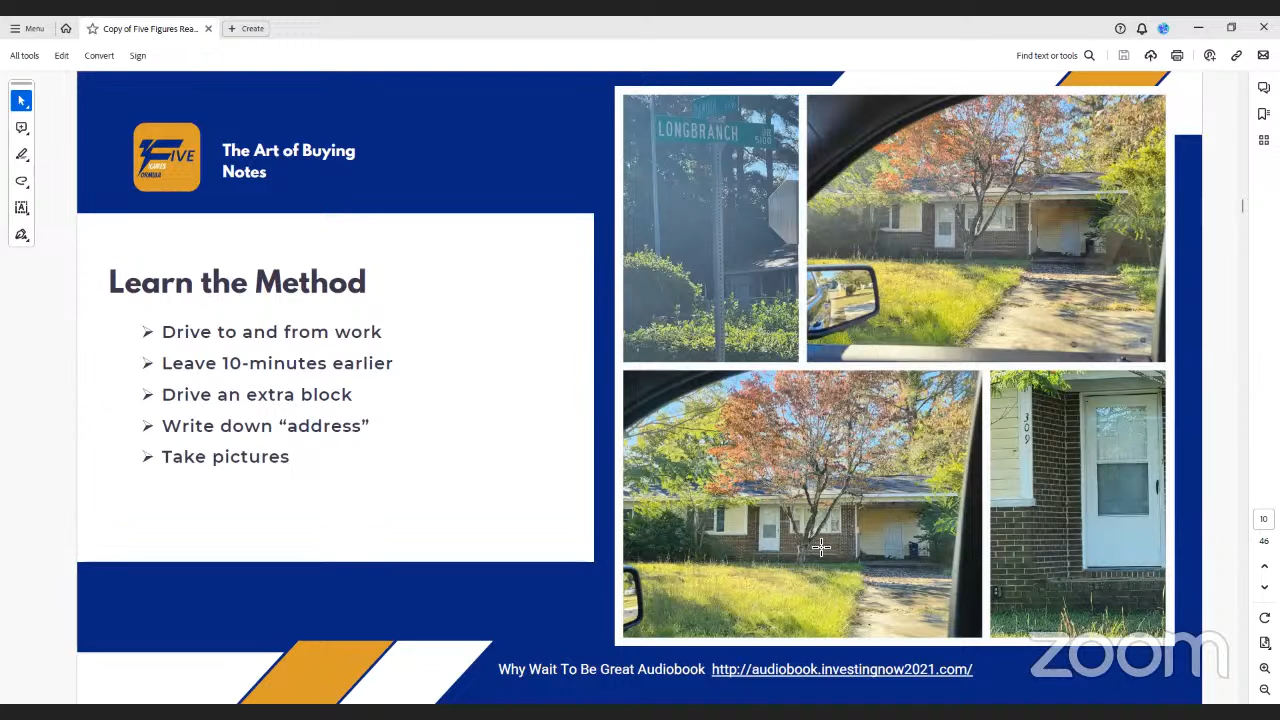 Menu
Copy of Five Figures Rea...
Create
All tools
Edit
Convert
Sign
Find text or tools
FIVE
The Art of Buying
Notes
Learn the Method
➢ Drive to and from work
➢ Leave 10-minutes earlier
➢ Drive an extra block
➢ Write down “address”
➢ Take pictures
LONGBRANCH
309
10
46
Why Wait To Be Great Audiobook http://audiobook.investingnow2021.com/
zoom